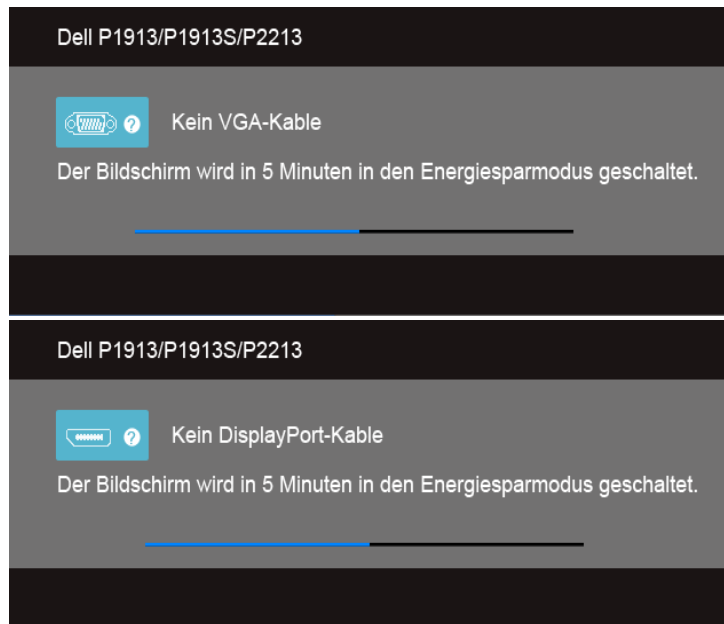 Dell P1913/P1913S/P2213
Kein VGA-Kable
Der Bildschirm wird in 5 Minuten in den Energiesparmodus geschaltet.
Dell P1913/P1913S/P2213
Kein DisplayPort-Kable
Der Bildschirm wird in 5 Minuten in den Energiesparmodus geschaltet.